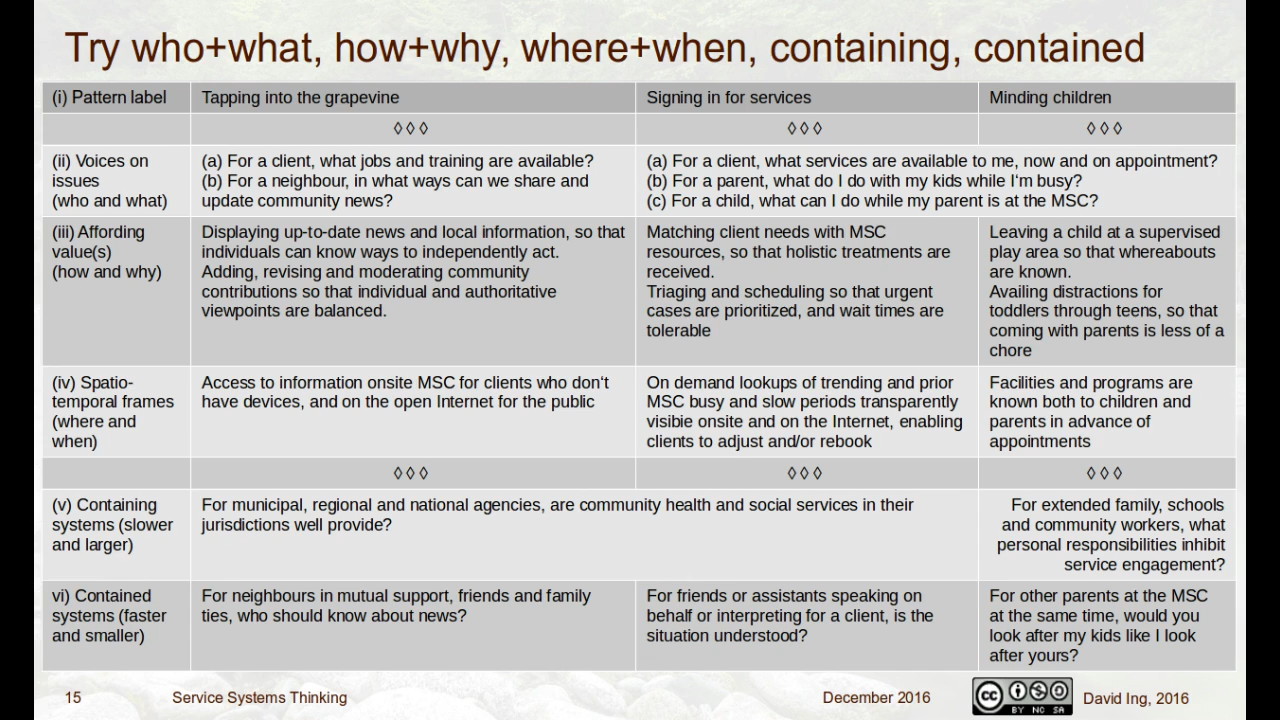 Try who+what, how+why, where+when, containing, contained
(i) Pattern label
Tapping into the grapevine
Signing in for services
Minding children
◊ ◊ ◊
◊ ◊ ◊
◊ ◊ ◊
(ii) Voices on
issues
(who and what)
(a) For a client, what jobs and training are available?
(b) For a neighbour, in what ways can we share and
update community news?
(a) For a client, what services are available to me, now and on appointment?
(b) For a parent, what do I do with my kids while I'm busy?
(c) For a child, what can I do while my parent is at the MSC?
(iii) Affording
value(s)
(how and why)
Displaying up-to-date news and local information, so that
individuals can know ways to independently act.
Adding, revising and moderating community
contributions so that individual and authoritative
viewpoints are balanced.
Matching client needs with MSC
resources, so that holistic treatments are
received.
Triaging and scheduling so that urgent
cases are prioritized, and wait times are
tolerable
Leaving a child at a supervised
play area so that whereabouts
are known.
Availing distractions for
toddlers through teens, so that
coming with parents is less of a
chore
(iv) Spatio-
temporal frames
(where and
when)
Access to information onsite MSC for clients who don't
have devices, and on the open Internet for the public
On demand lookups of trending and prior
MSC busy and slow periods transparently
visibie onsite and on the Internet, enabling
clients to adjust and/or rebook
Facilities and programs are
known both to children and
parents in advance of
appointments
◊ ◊ ◊
◊ ◊ ◊
◊ ◊ ◊
(v) Containing
systems (slower
and larger)
For municipal, regional and national agencies, are community health and social services in their
jurisdictions well provide?
For extended family, schools
and community workers, what
personal responsibilities inhibit
service engagement?
vi) Contained
systems (faster
and smaller)
For neighbours in mutual support, friends and family
ties, who should know about news?
For friends or assistants speaking on
behalf or interpreting for a client, is the
situation understood?
For other parents at the MSC
at the same time, would you
look after my kids like I look
after yours?
15
Service Systems Thinking
December 2016
cc
BY NC SA
David Ing, 2016